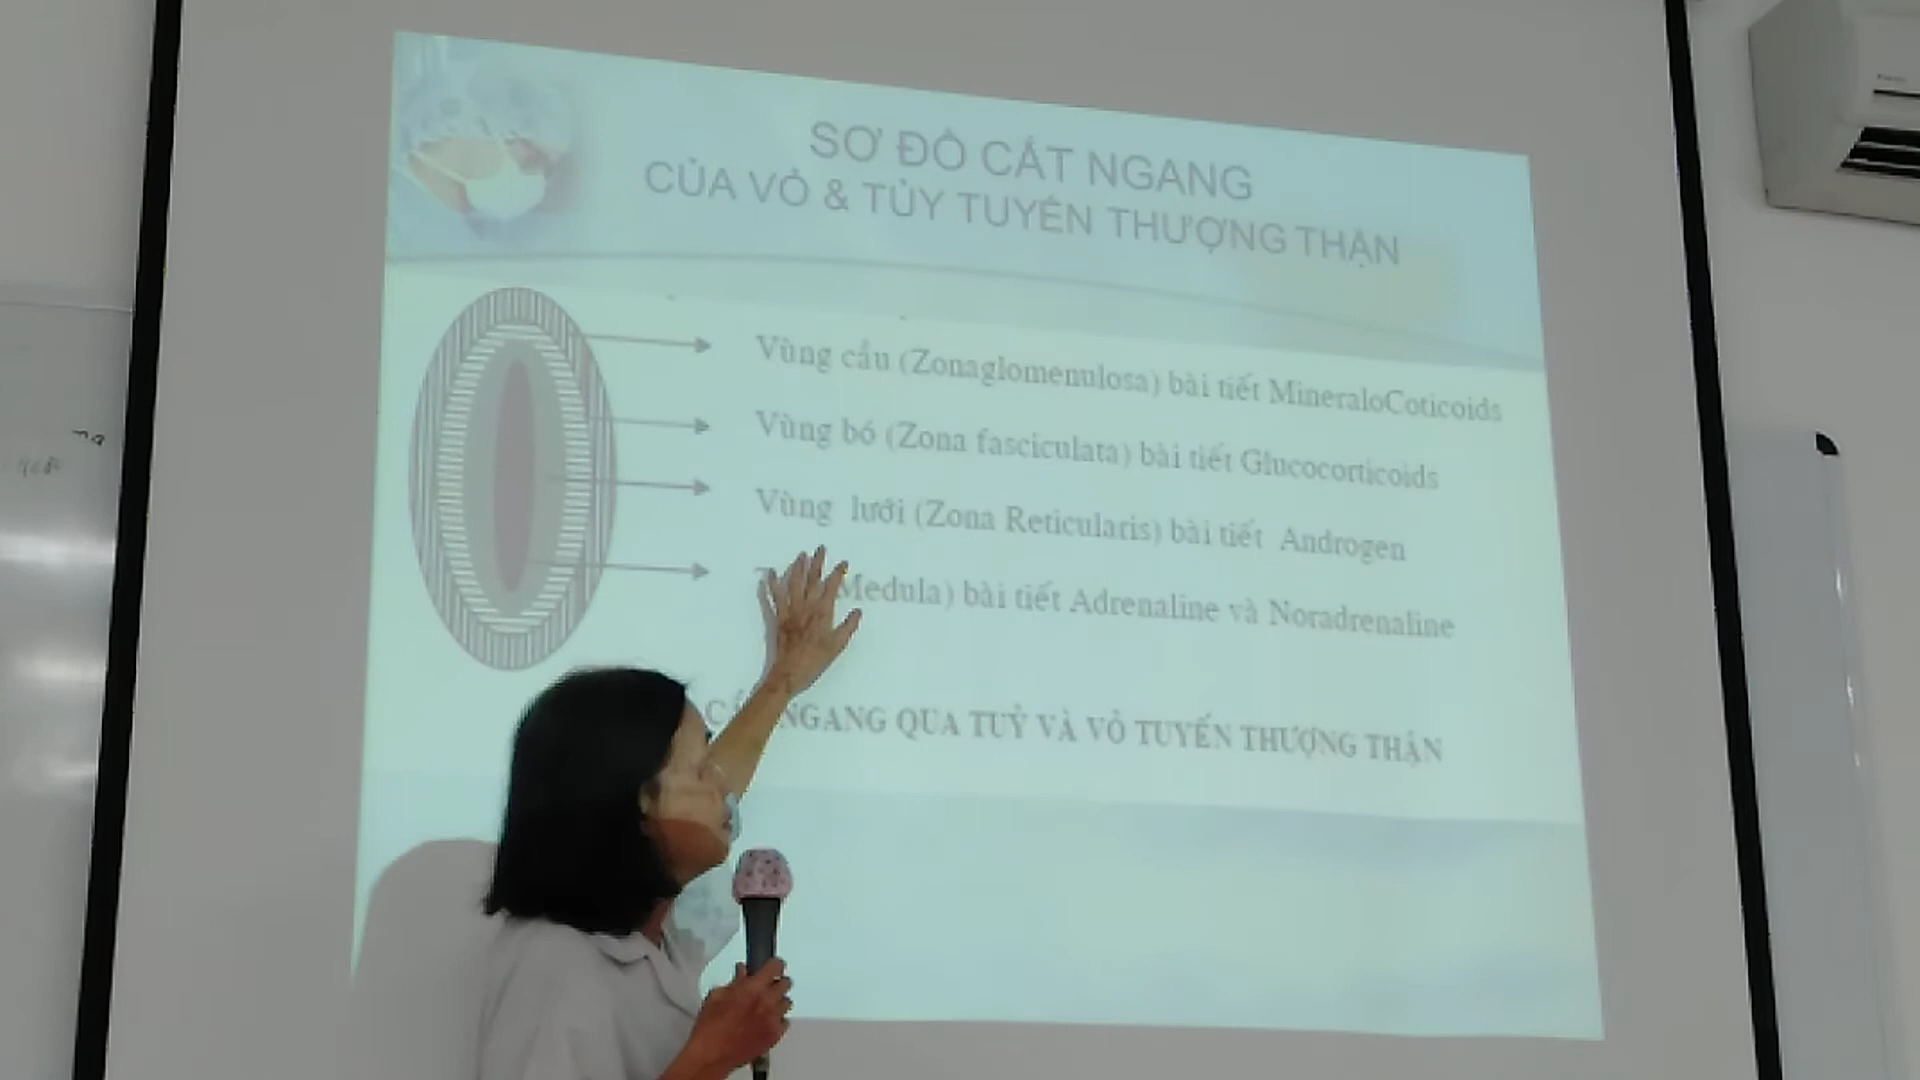 SƠ ĐỒ CẮT NGANG
CỦA VỎ & TỦY TUYẾN THƯỢNG THẬN
Vùng cầu (Zonaglomenulosa) bài tiết MineraloCoticoids
Vùng bó (Zona fasciculata) bài tiết Glucocorticoids
Vùng lưới (Zona Reticularis) bài tiết Androgen
Medula) bài tiết Adrenaline và Noradrenaline
NGANG QUA TUỶ VÀ VỎ TUYẾN THƯỢNG THẬN